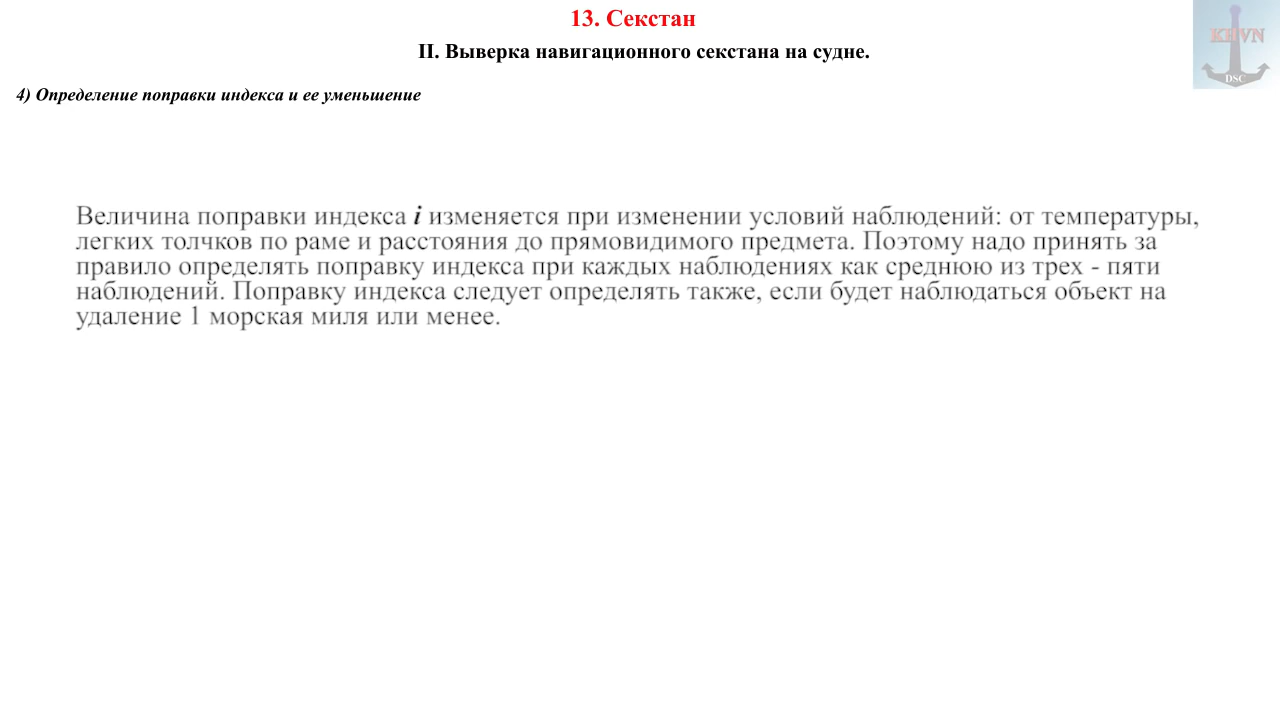 13. Секстан
II. Выверка навигационного секстана на судне.
KHVN
DSC
4) Определение поправки индекса и ее уменьшение
Величина поправки индекса i изменяется при изменении условий наблюдений: от температуры,
легких толчков по раме и расстояния до прямовидимого предмета. Поэтому надо принять за
правило определять поправку индекса при каждых наблюдениях как среднюю из трех - пяти
наблюдений. Поправку индекса следует определять также, если будет наблюдаться объект на
удаление 1 морская миля или менее.